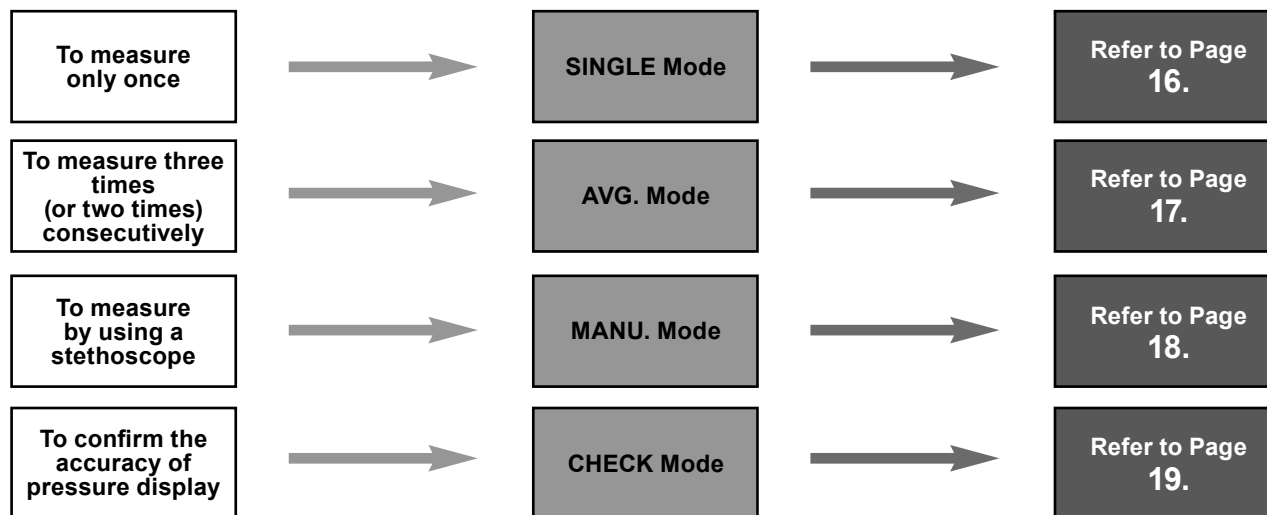 To measure
only once
SINGLE Mode
Refer to Page
16.
To measure three
times
(or two times)
consecutively
AVG. Mode
Refer to Page
17.
To measure
by using a
stethoscope
MANU. Mode
Refer to Page
18.
To confirm the
accuracy of
pressure display
CHECK Mode
Refer to Page
19.